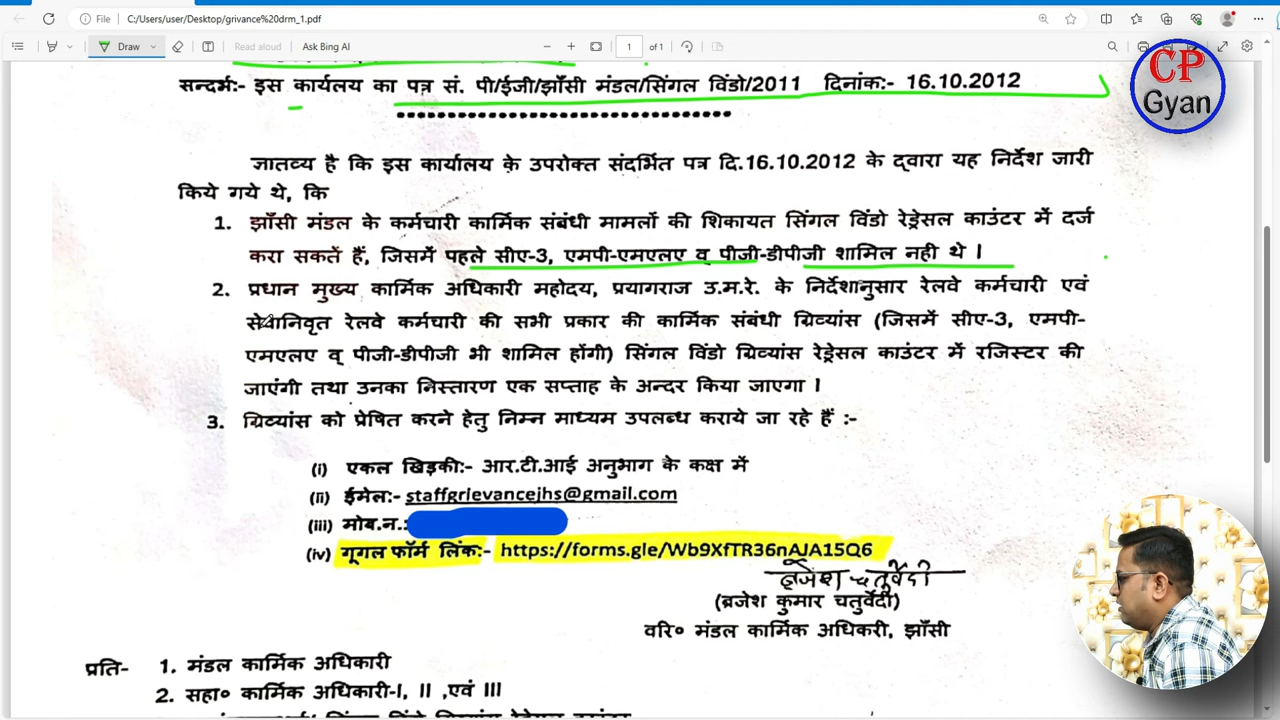 File C:/Users/user/Desktop/grivance%20drm_1.pdf
Draw Read aloud Ask Bing AI 1 of 1
CP
Gyan
सन्दर्भः- इस कार्यलय का पत्र सं. पी/ईजी/झाँसी मंडल/सिंगल विंडो/2011 दिनांकः- 16.10.2012
ज्ञातव्य है कि इस कार्यालय के उपरोक्त संदर्भित पत्र दि.16.10.2012 के द्वारा यह निर्देश जारी
किये गये थे, कि
1. झाँसी मंडल के कर्मचारी कार्मिक संबंधी मामलों की शिकायत सिंगल विंडो रेड्रेसल काउंटर में दर्ज
करा सकतें हैं, जिसमें पहले सीए-3, एमपी-एमएलए व् पीजी-डीपीजी शामिल नही थे ।
2. प्रधान मुख्य कार्मिक अधिकारी महोदय, प्रयागराज उ.म.रे. के निर्देशानुसार रेलवे कर्मचारी एवं
सेवानिवृत रेलवे कर्मचारी की सभी प्रकार की कार्मिक संबंधी ग्रिव्यांस (जिसमें सीए-3, एमपी-
एमएलए व् पीजी-डीपीजी भी शामिल होंगी) सिंगल विंडो ग्रिव्यांस रेड्रेसल काउंटर में रजिस्टर की
जाएंगी तथा उनका निस्तारण एक सप्ताह के अन्दर किया जाएगा ।
3. ग्रिव्यांस को प्रेषित करने हेतु निम्न माध्यम उपलब्ध कराये जा रहे हैं :-
(i) एकल खिड़की:- आर.टी.आई अनुभाग के कक्ष में
(ii) ईमेलः- staffgrievancejhs@gmail.com
(iii) मोब.न.:
(iv) गूगल फॉर्म लिंक:- https://forms.gle/Wb9XfTR36nAJA15Q6
ब्रजेश चतुर्वेदी
(ब्रजेश कुमार चतुर्वेदी)
वरि० मंडल कार्मिक अधिकरी, झाँसी
प्रति- 1. मंडल कार्मिक अधिकारी
2. सहा० कार्मिक अधिकारी-I, II ,एवं III